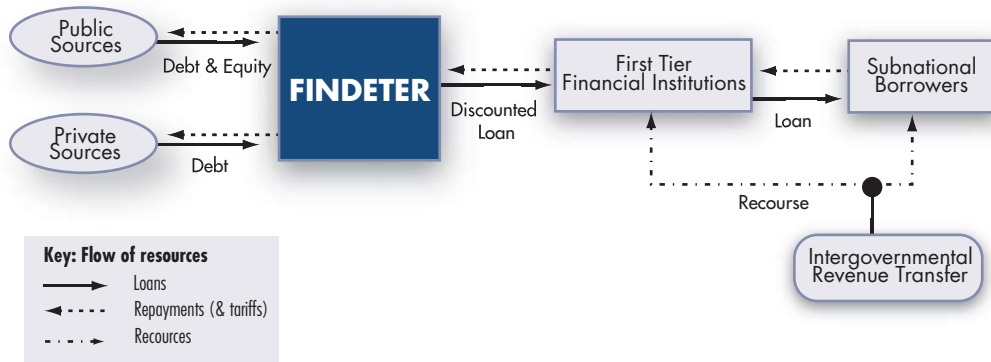 Public
Sources
Debt & Equity
Private
Sources
Debt
FINDETER
Discounted
Loan
First Tier
Financial Institutions
Loan
Subnational
Borrowers
Recourse
Intergovernmental
Revenue Transfer
Key: Flow of resources
Loans
Repayments (& tariffs)
Recources